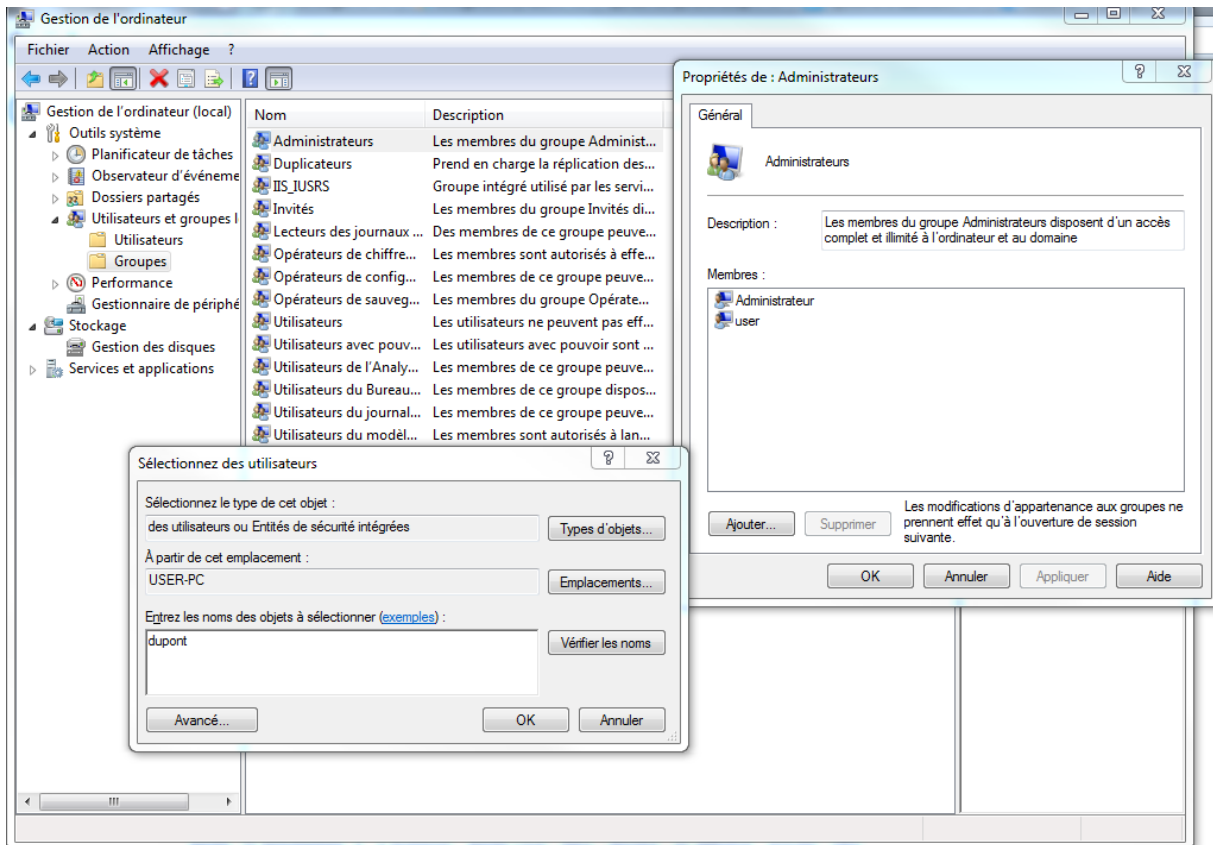 Gestion de l'ordinateur
Fichier Action Affichage ?
Gestion de l'ordinateur (local)
Outils système
Planificateur de tâches
Observateur d'événeme
Dossiers partagés
Utilisateurs et groupes l
Utilisateurs
Groupes
Performance
Gestionnaire de périphé
Stockage
Gestion des disques
Services et applications
Nom Description
Administrateurs Les membres du groupe Administ...
Duplicateurs Prend en charge la réplication des...
IIS_IUSRS Groupe intégré utilisé par les servi...
Invités Les membres du groupe Invités di...
Lecteurs des journaux ... Des membres de ce groupe peuve...
Opérateurs de chiffre... Les membres sont autorisés à effe...
Opérateurs de config... Les membres de ce groupe peuve...
Opérateurs de sauveg... Les membres du groupe Opérate...
Utilisateurs Les utilisateurs ne peuvent pas eff...
Utilisateurs avec pouv... Les utilisateurs avec pouvoir sont ...
Utilisateurs de l'Analy... Les membres de ce groupe peuve...
Utilisateurs du Bureau... Les membres de ce groupe dispos...
Utilisateurs du journal... Les membres de ce groupe peuve...
Utilisateurs du modèl... Les membres sont autorisés à lan...
Propriétés de : Administrateurs
Général
Administrateurs
Description : Les membres du groupe Administrateurs disposent d'un accès
complet et illimité à l'ordinateur et au domaine
Membres :
Administrateur
user
Ajouter... Supprimer
Les modifications d'appartenance aux groupes ne
prennent effet qu'à l'ouverture de session
suivante.
OK Annuler Appliquer Aide
Sélectionnez des utilisateurs
Sélectionnez le type de cet objet :
des utilisateurs ou Entités de sécurité intégrées Types d'objets...
À partir de cet emplacement :
USER-PC Emplacements...
Entrez les noms des objets à sélectionner (exemples) :
dupont Vérifier les noms
Avancé... OK Annuler